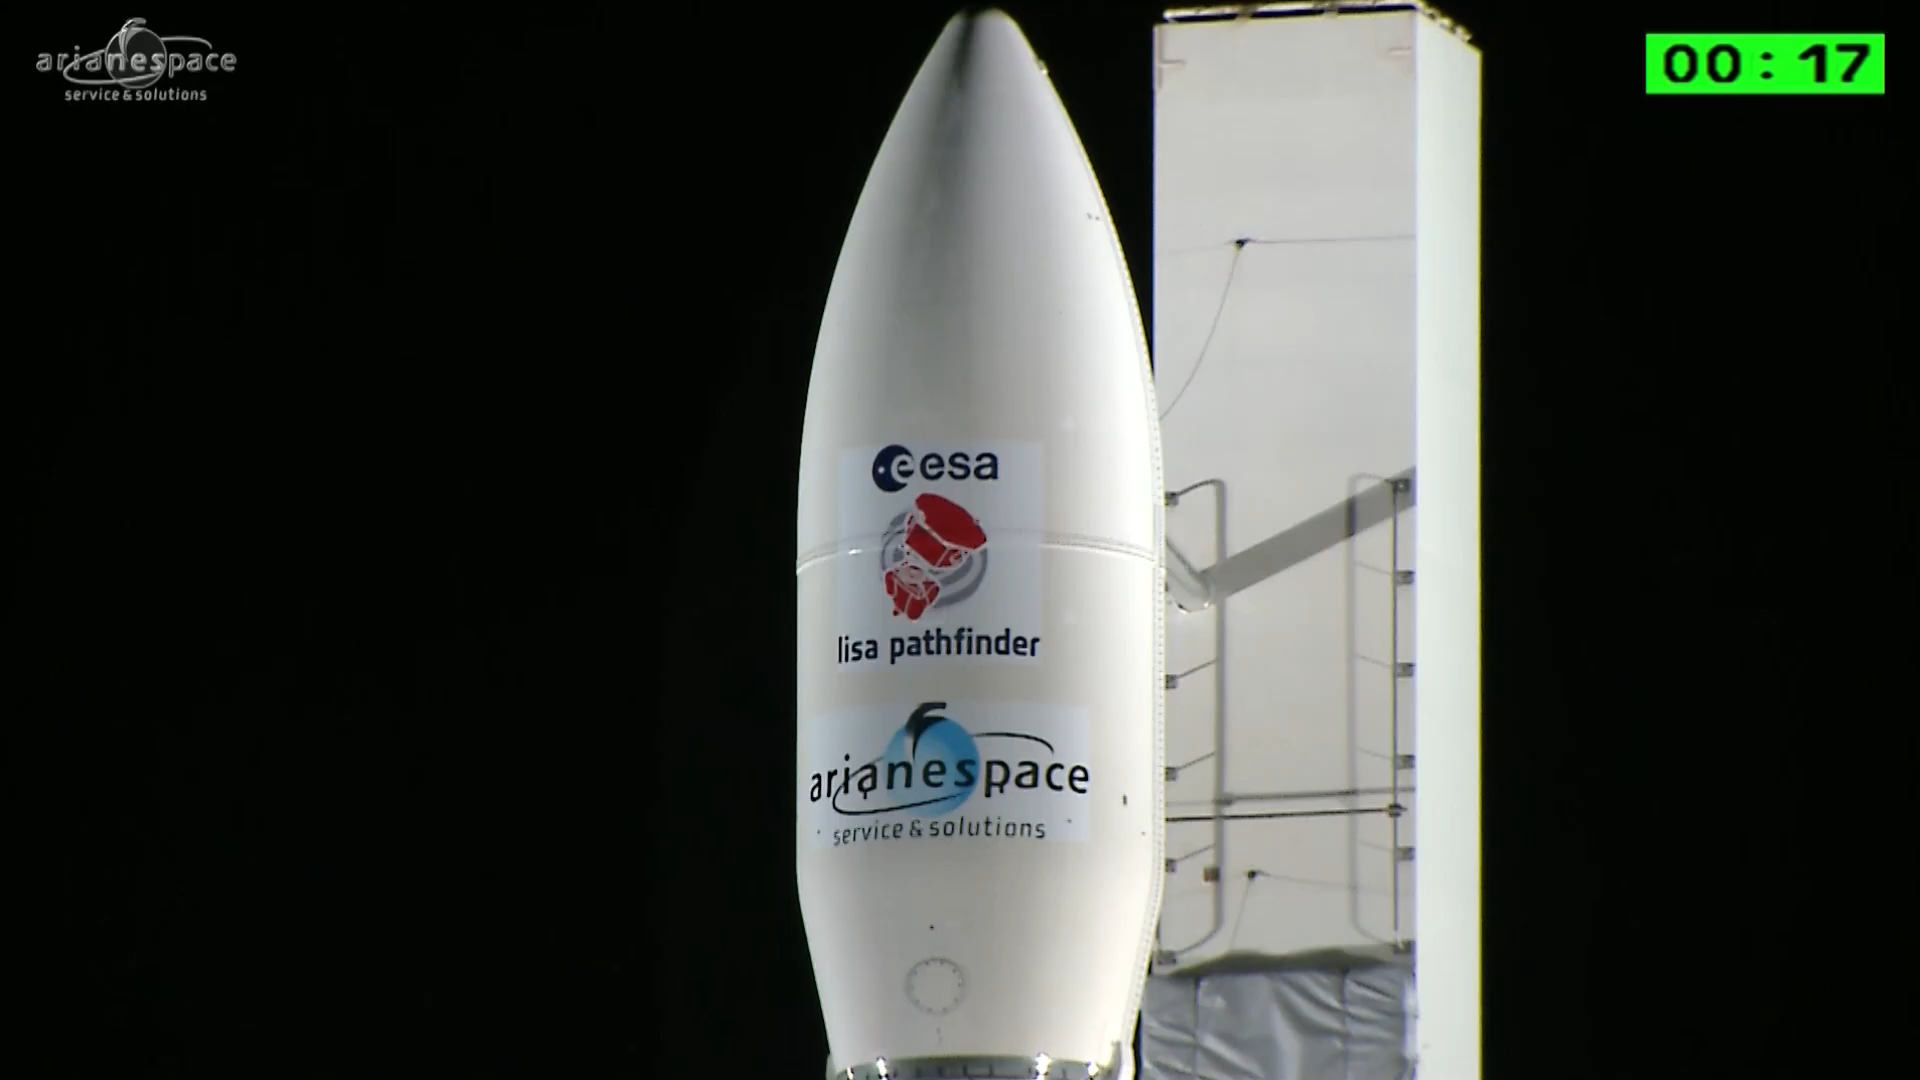 arianespace
service & solutions
00:17
esa
lisa pathfinder
arianespace
service & solutions